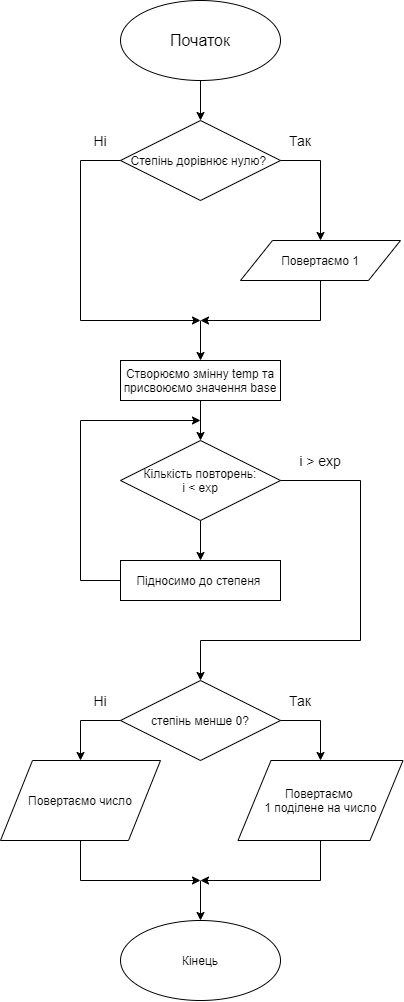 Початок
Ні
Так
Степінь дорівнює нулю?
Повертаємо 1
Створюємо змінну temp та
присвоюємо значення base
Кількість повторень:
i < exp
i > exp
Підносимо до степеня
Ні
Так
степінь менше 0?
Повертаємо число
Повертаємо
1 поділене на число
Кінець